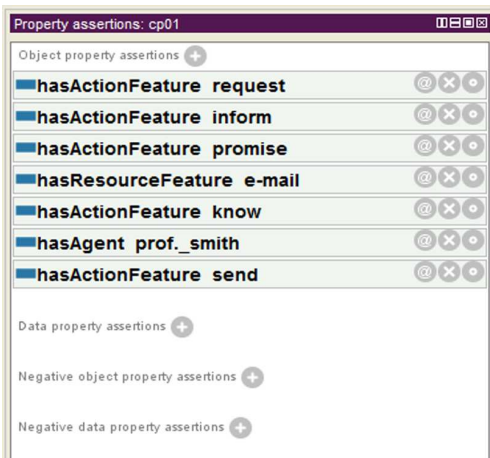 Property assertions: cp01
Object property assertions
hasActionFeature request
hasActionFeature inform
hasActionFeature promise
hasResourceFeature e-mail
hasActionFeature know
hasAgent prof._smith
hasActionFeature send
Data property assertions
Negative object property assertions
Negative data property assertions